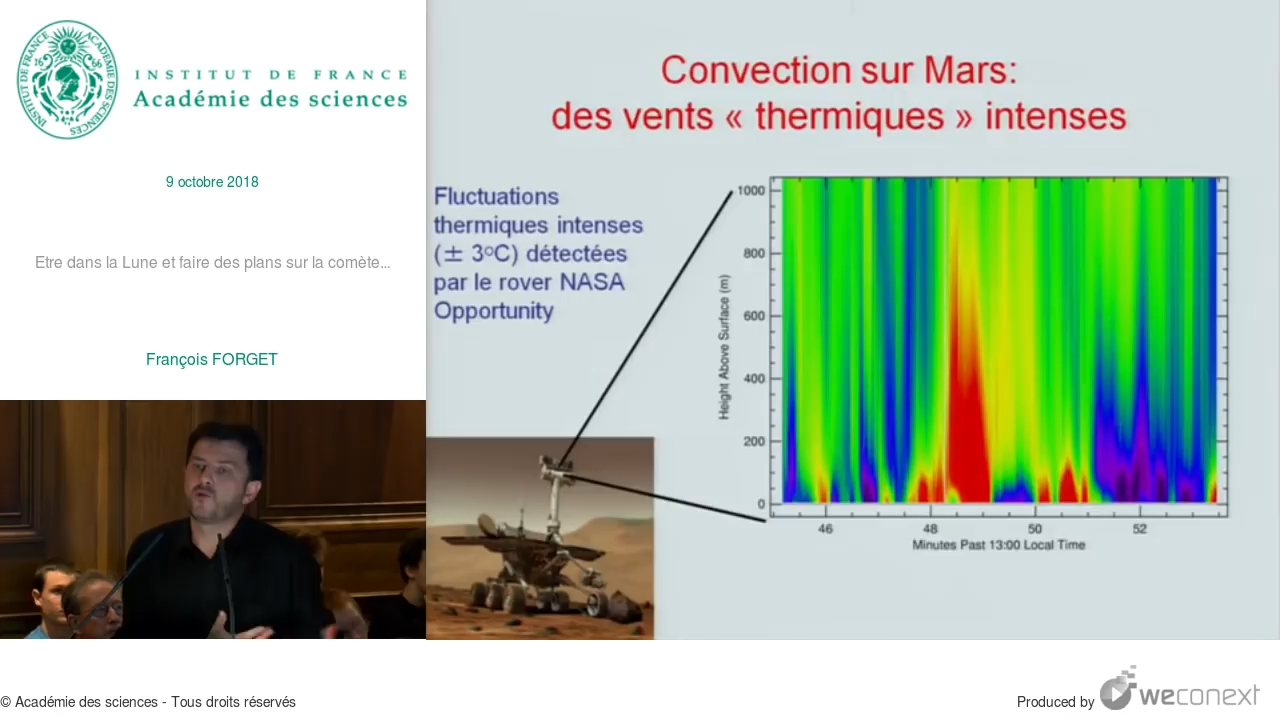 INSTITUT DE FRANCE
Académie des sciences
9 octobre 2018
Etre dans la Lune et faire des plans sur la comète...
François FORGET
Convection sur Mars:
des vents « thermiques » intenses
Fluctuations
thermiques intenses
(± 3°C) détectées
par le rover NASA
Opportunity
1000
800
600
400
200
0
Height Above Surface (m)
46 48 50 52
Minutes Past 13:00 Local Time
© Académie des sciences - Tous droits réservés
Produced by weconext